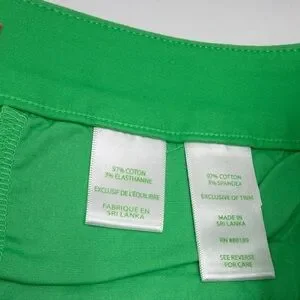 97% COTTON
3% ELASTHANNE
EXCLUSIF DE L'ÉQUILIBRE
FABRIQUÉ EN
SRI LANKA
97% COTTON
3% SPANDEX
EXCLUSIVE OF TRIM
MADE IN
SRI LANKA
SEE REVERSE
FOR CARE